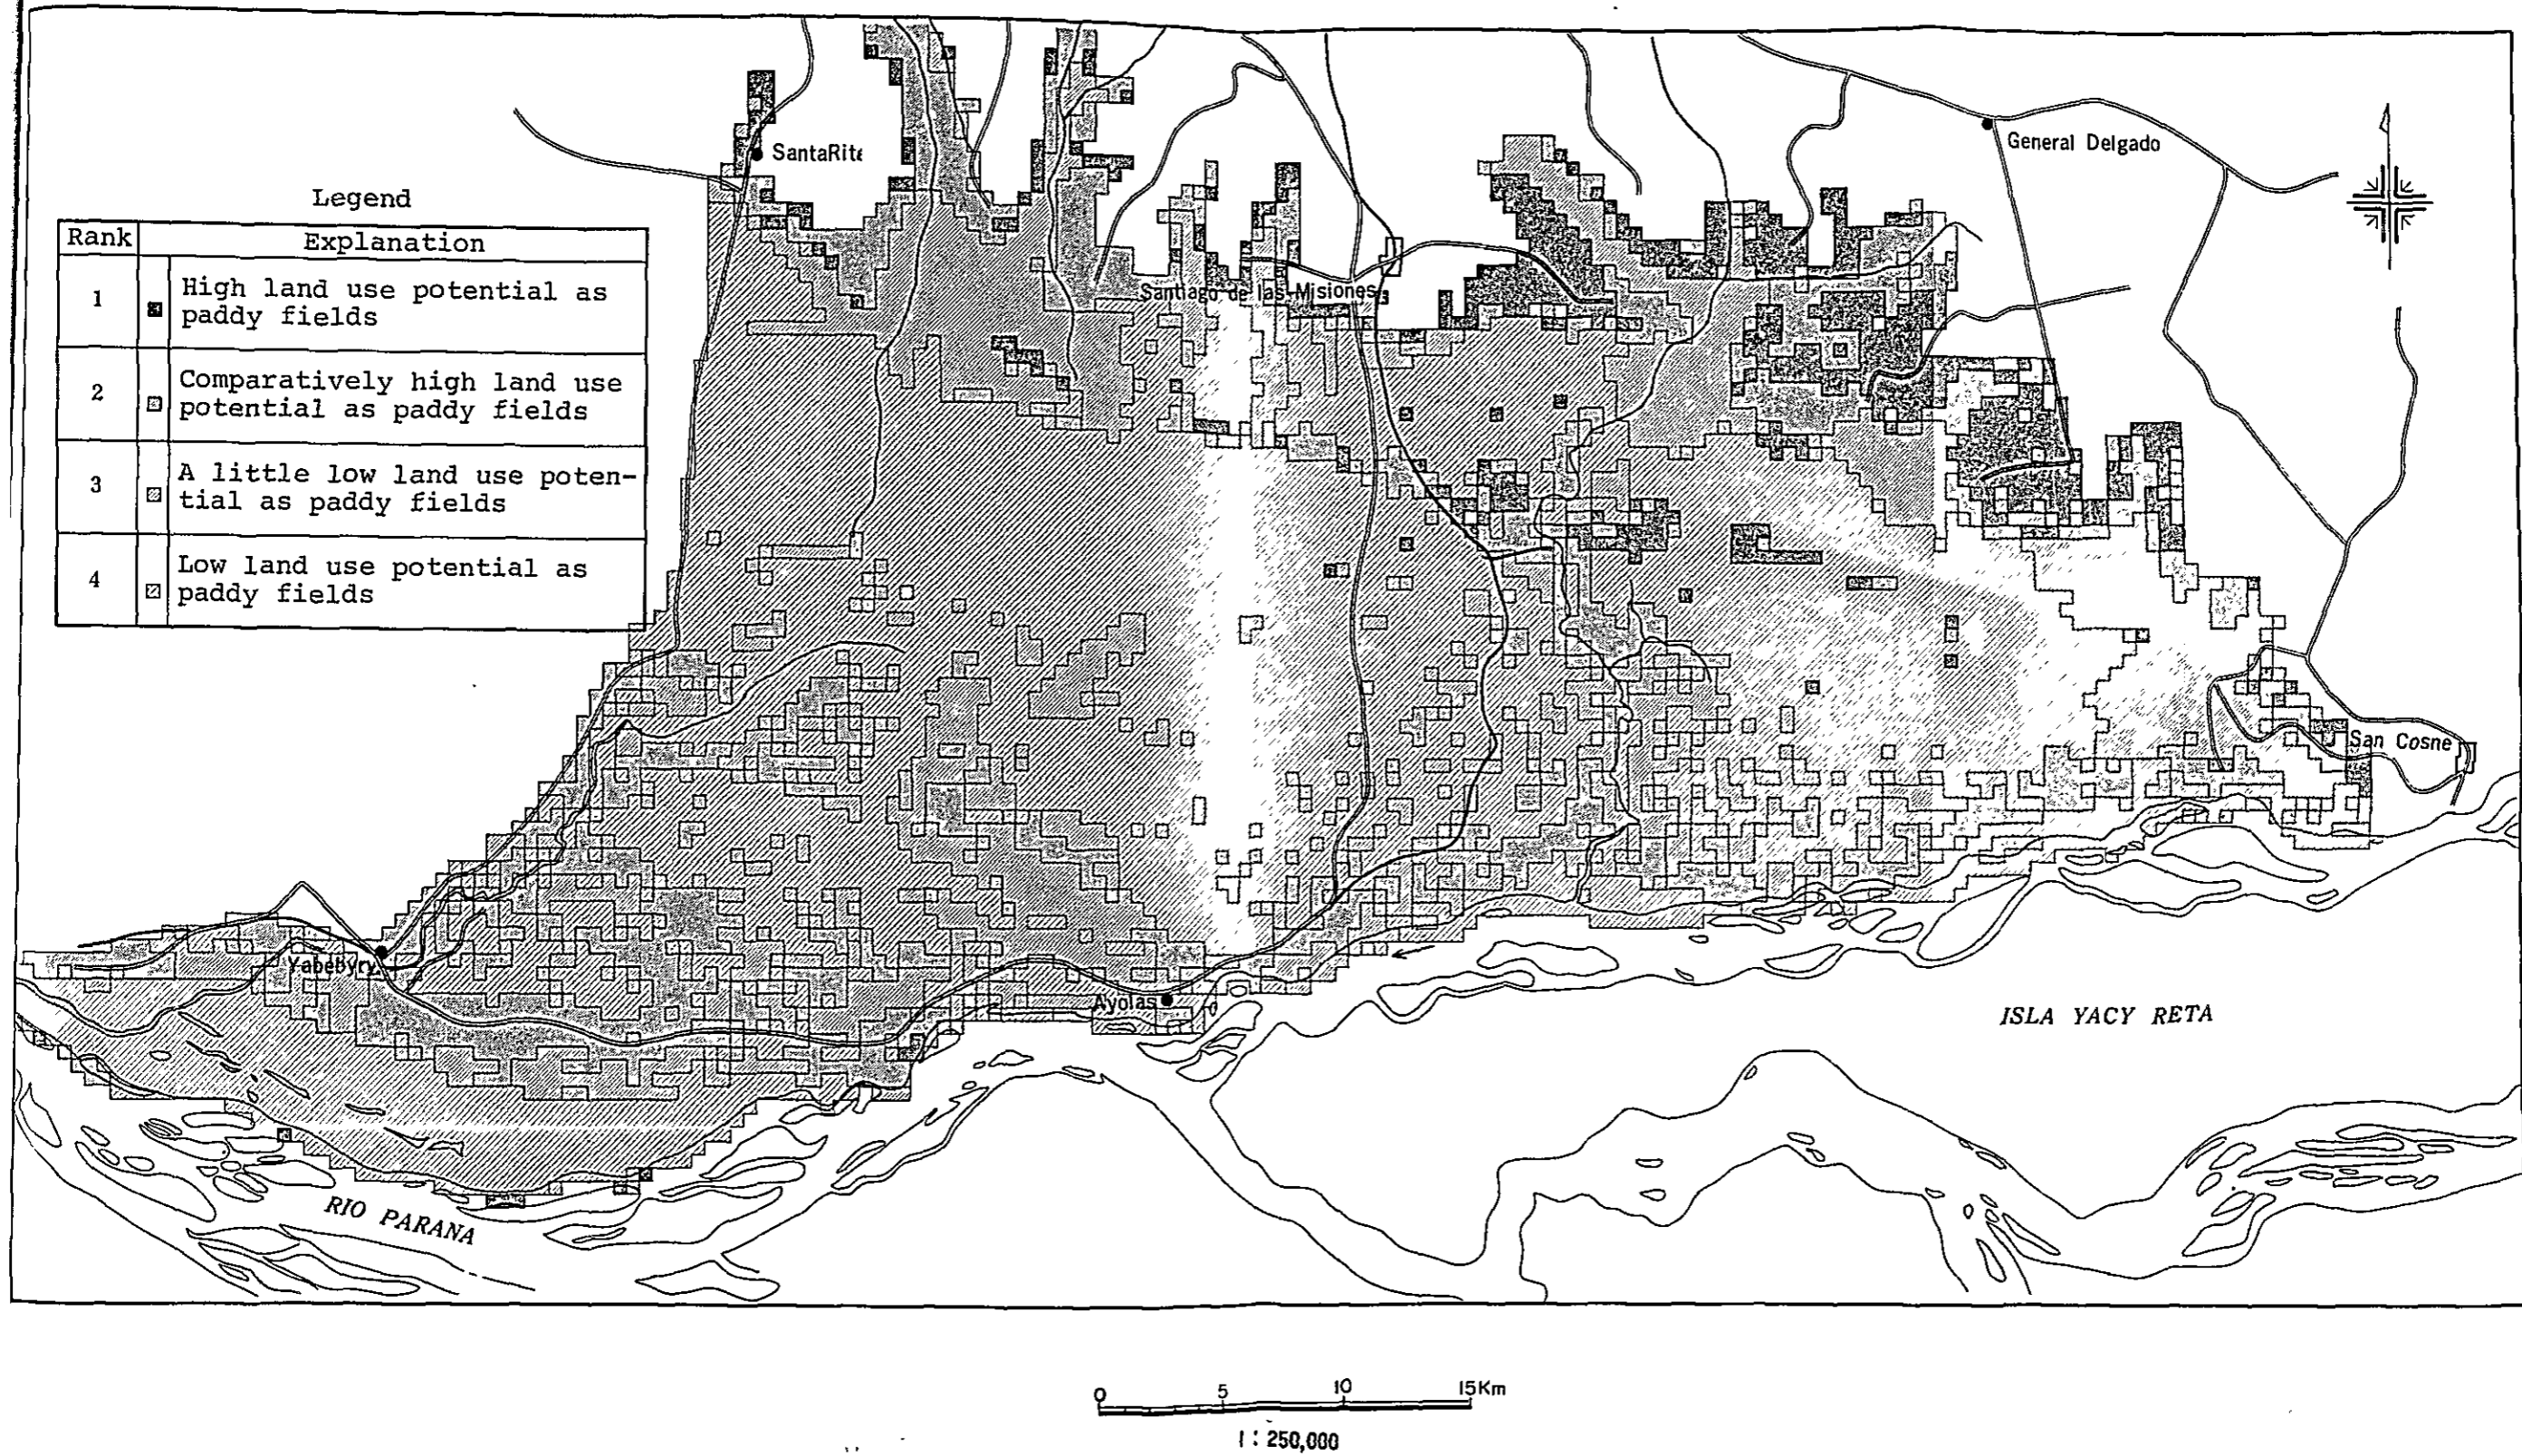 SantaRita
General Delgado
Legend
Rank Explanation
1 High land use potential as
paddy fields
2 Comparatively high land use
potential as paddy fields
3 A little low land use poten-
tial as paddy fields
4 Low land use potential as
paddy fields
Santiago de las Misiones
San Cosne
Yabebyry
Ayolas
ISLA YACY RETA
RIO PARANA
0 5 10 15Km
1 : 250,000